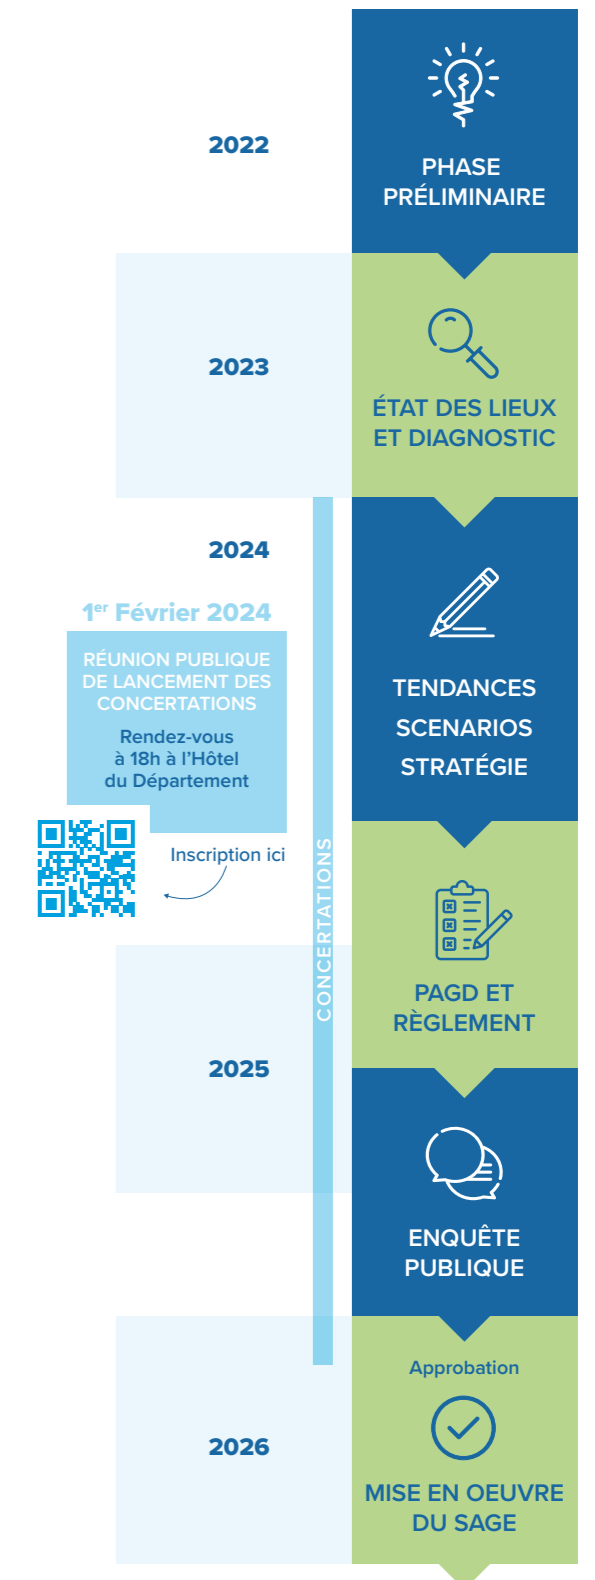 2022
PHASE
PRÉLIMINAIRE
2023
ÉTAT DES LIEUX
ET DIAGNOSTIC
2024
1er Février 2024
RÉUNION PUBLIQUE
DE LANCEMENT DES
CONCERTATIONS
Rendez-vous
à 18h à l'Hôtel
du Département
Inscription ici
TENDANCES
SCENARIOS
STRATÉGIE
CONCERTATIONS
PAGD ET
RÈGLEMENT
2025
ENQUÊTE
PUBLIQUE
2026
Approbation
MISE EN OEUVRE
DU SAGE